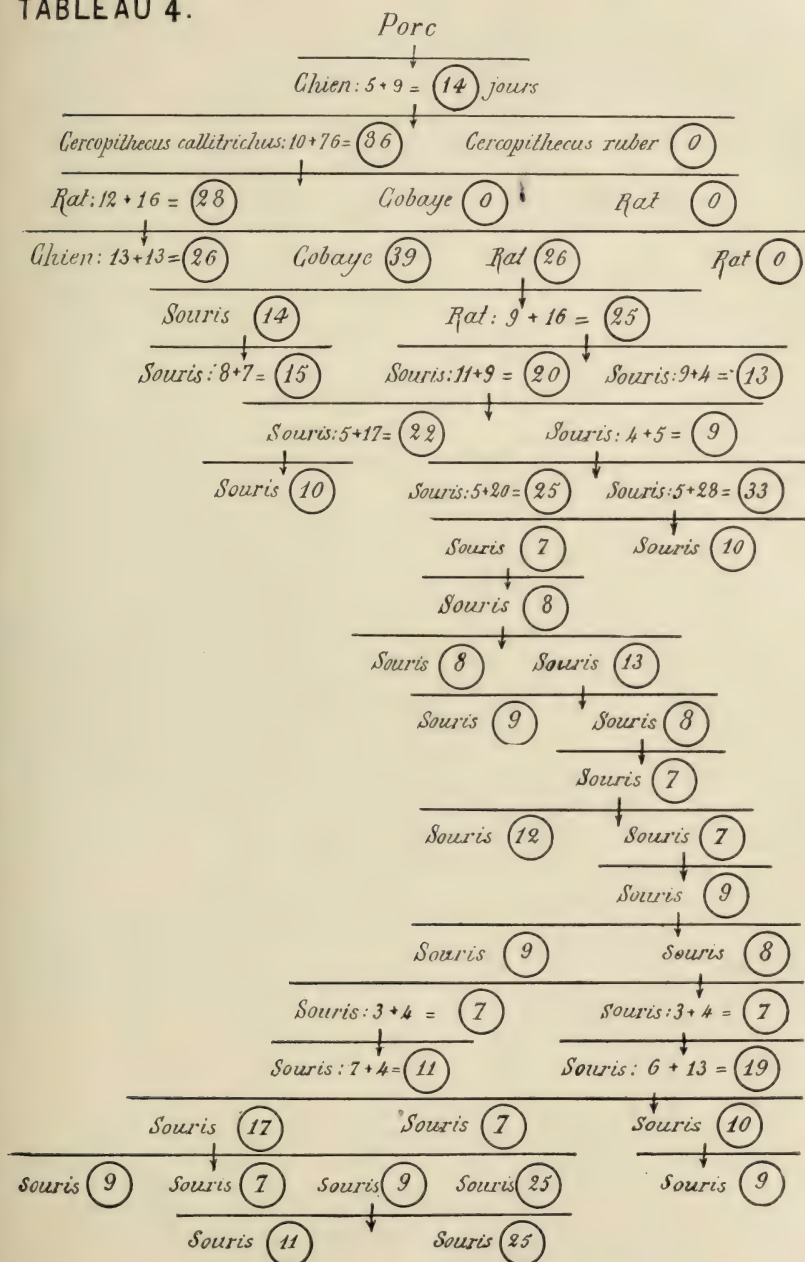 TABLEAU 4.
Porc
Chien: 5+9 = 14 jours
Cercopithecus callitrichus: 10+76= 86 Cercopithecus ruber 0
Rat: 12 + 16 = 28 Cobaye 0 Rat 0
Chien: 13+13= 26 Cobaye 39 Rat 26 Rat 0
Souris 14 Rat: 9 + 16 = 25
Souris: 8+7= 15 Souris: 11+9 = 20 Souris: 9+4 = 13
Souris: 5+17= 22 Souris: 4+5 = 9
Souris 10 Souris: 5+20= 25 Souris: 5+28= 33
Souris 7 Souris 10
Souris 8
Souris 8 Souris 13
Souris 9 Souris 8
Souris 7
Souris 12 Souris 7
Souris 9
Souris 9 Souris 8
Souris: 3+4 = 7 Souris: 3+4 = 7
Souris: 7+4= 11 Souris: 6 + 13 = 19
Souris 17 Souris 7 Souris 10
Souris 9 Souris 7 Souris 9 Souris 25 Souris 9
Souris 11 Souris 25